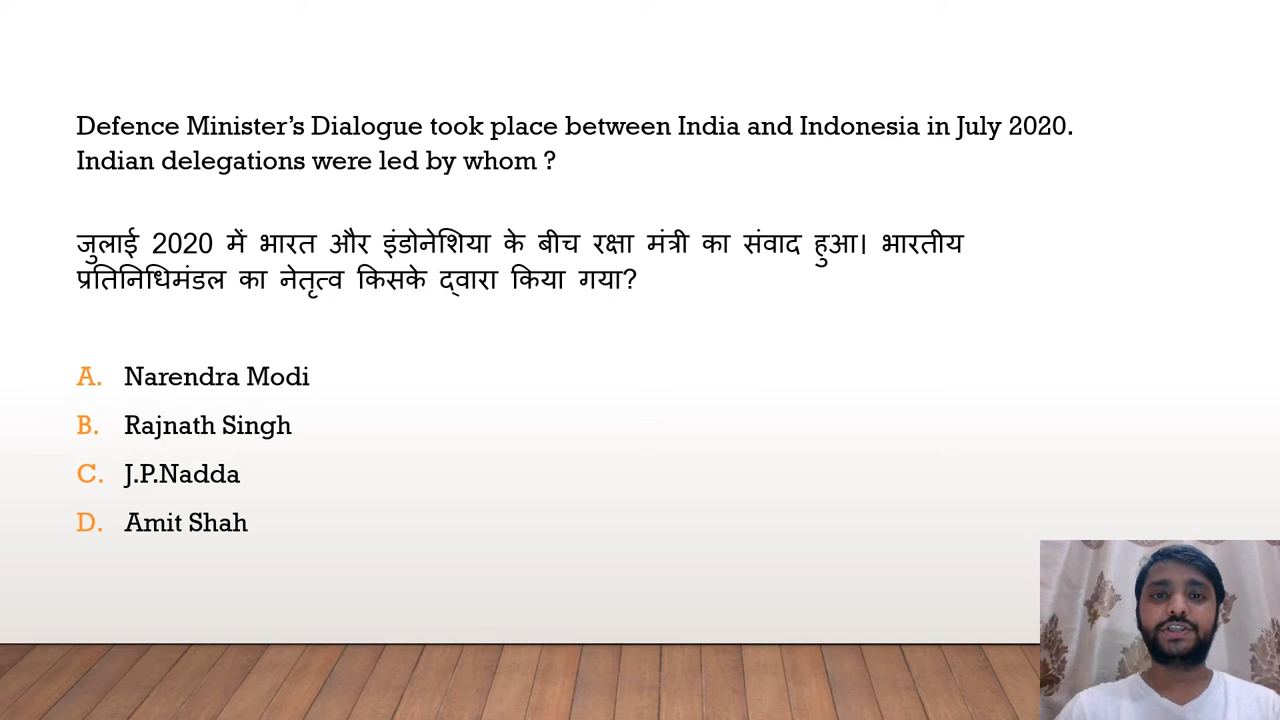 Defence Minister’s Dialogue took place between India and Indonesia in July 2020.
Indian delegations were led by whom ?
जुलाई 2020 में भारत और इंडोनेशिया के बीच रक्षा मंत्री का संवाद हुआ। भारतीय
प्रतिनिधिमंडल का नेतृत्व किसके द्वारा किया गया?
A. Narendra Modi
B. Rajnath Singh
C. J.P.Nadda
D. Amit Shah